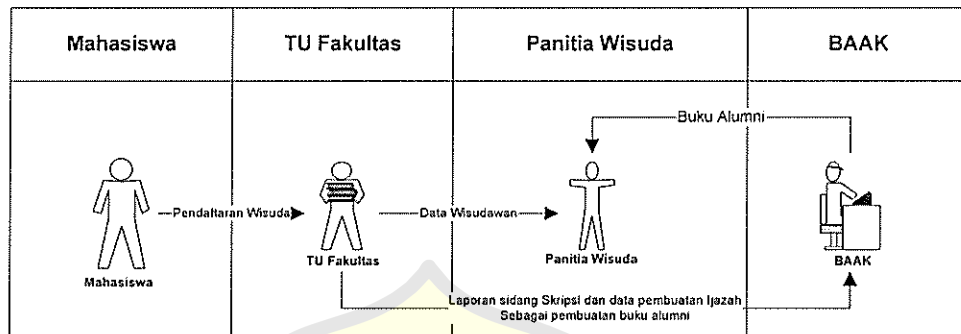 Mahasiswa
TU Fakultas
Panitia Wisuda
BAAK
Buku Alumni
Pendaftaran Wisuda
Data Wisudawan
Mahasiswa
TU Fakultas
Panitia Wisuda
BAAK
Laporan sidang Skripsi dan data pembuatan Ijazah
Sebagai pembuatan buku alumni